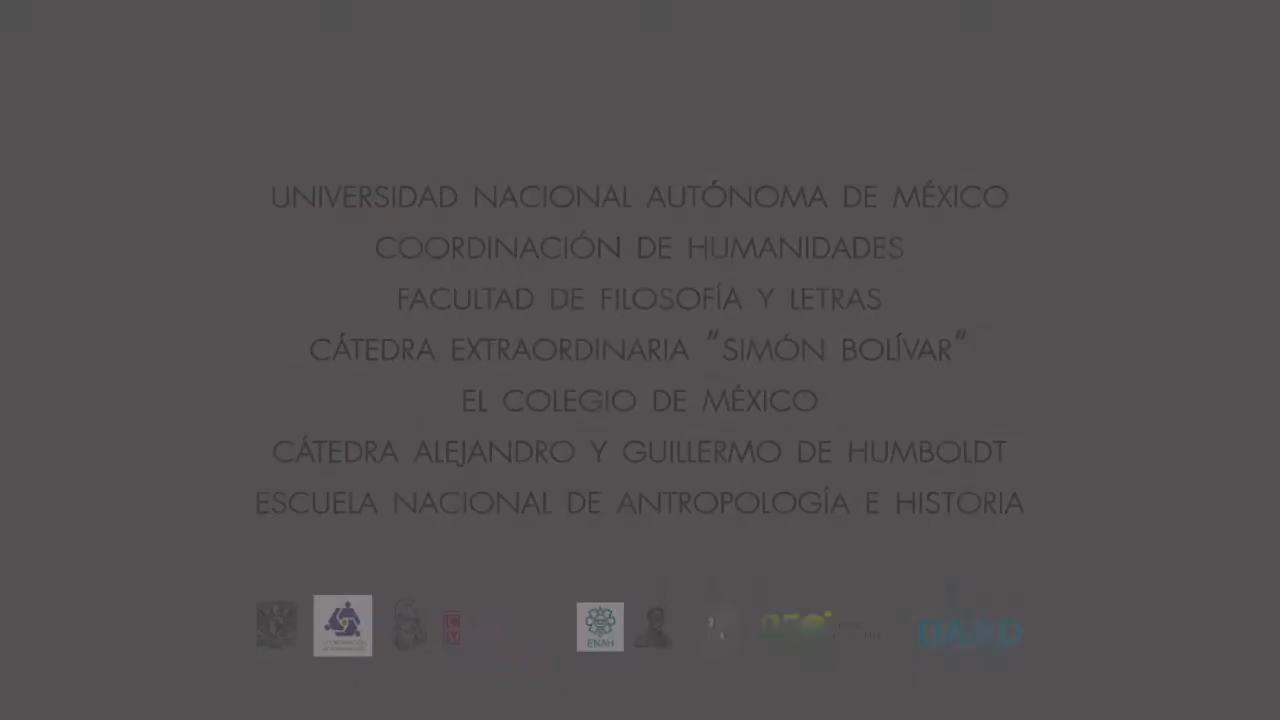 UNIVERSIDAD NACIONAL AUTÓNOMA DE MÉXICO
COORDINACIÓN DE HUMANIDADES
FACULTAD DE FILOSOFÍA Y LETRAS
CÁTEDRA EXTRAORDINARIA "SIMÓN BOLÍVAR"
EL COLEGIO DE MÉXICO
CÁTEDRA ALEJANDRO Y GUILLERMO DE HUMBOLDT
ESCUELA NACIONAL DE ANTROPOLOGÍA E HISTORIA
ENAH
DAAD